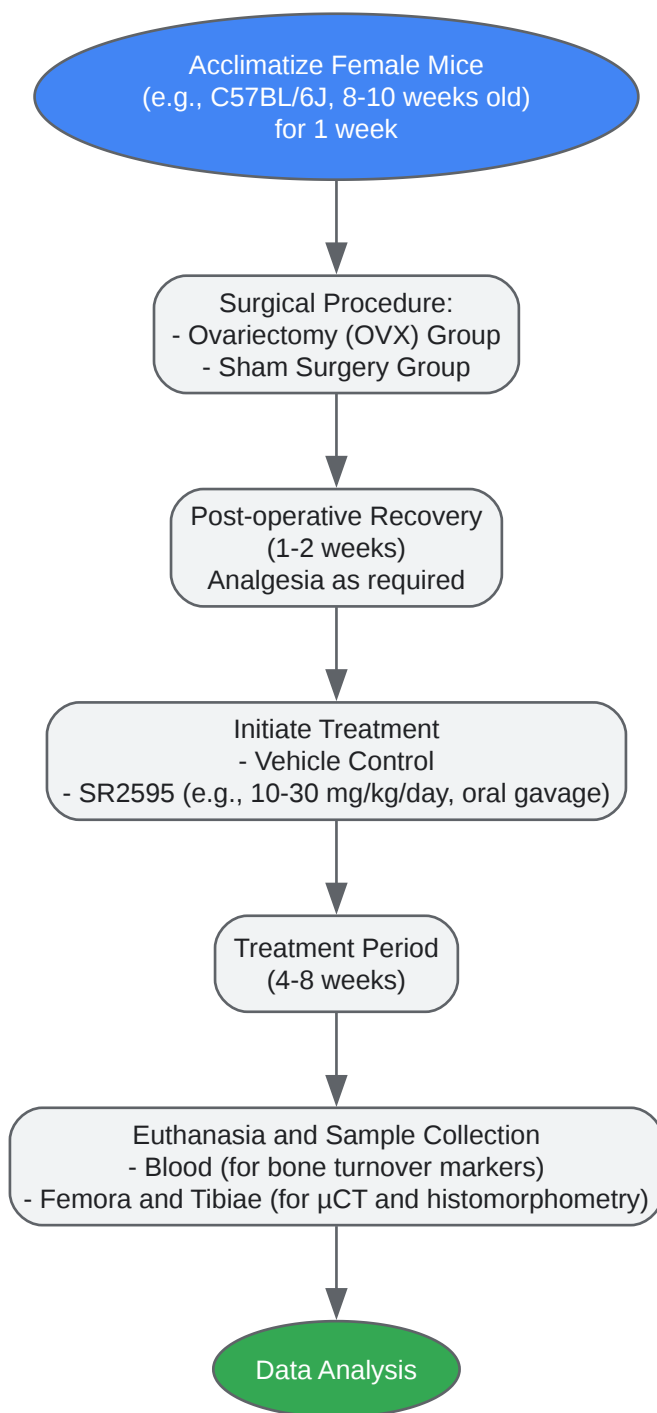 Acclimatize Female Mice
(e.g., C57BL/6J, 8-10 weeks old)
for 1 week
Surgical Procedure:
- Ovariectomy (OVX) Group
- Sham Surgery Group
Post-operative Recovery
(1-2 weeks)
Analgesia as required
Initiate Treatment
- Vehicle Control
- SR2595 (e.g., 10-30 mg/kg/day, oral gavage)
Treatment Period
(4-8 weeks)
Euthanasia and Sample Collection
- Blood (for bone turnover markers)
- Femora and Tibiae (for µCT and histomorphometry)
Data Analysis